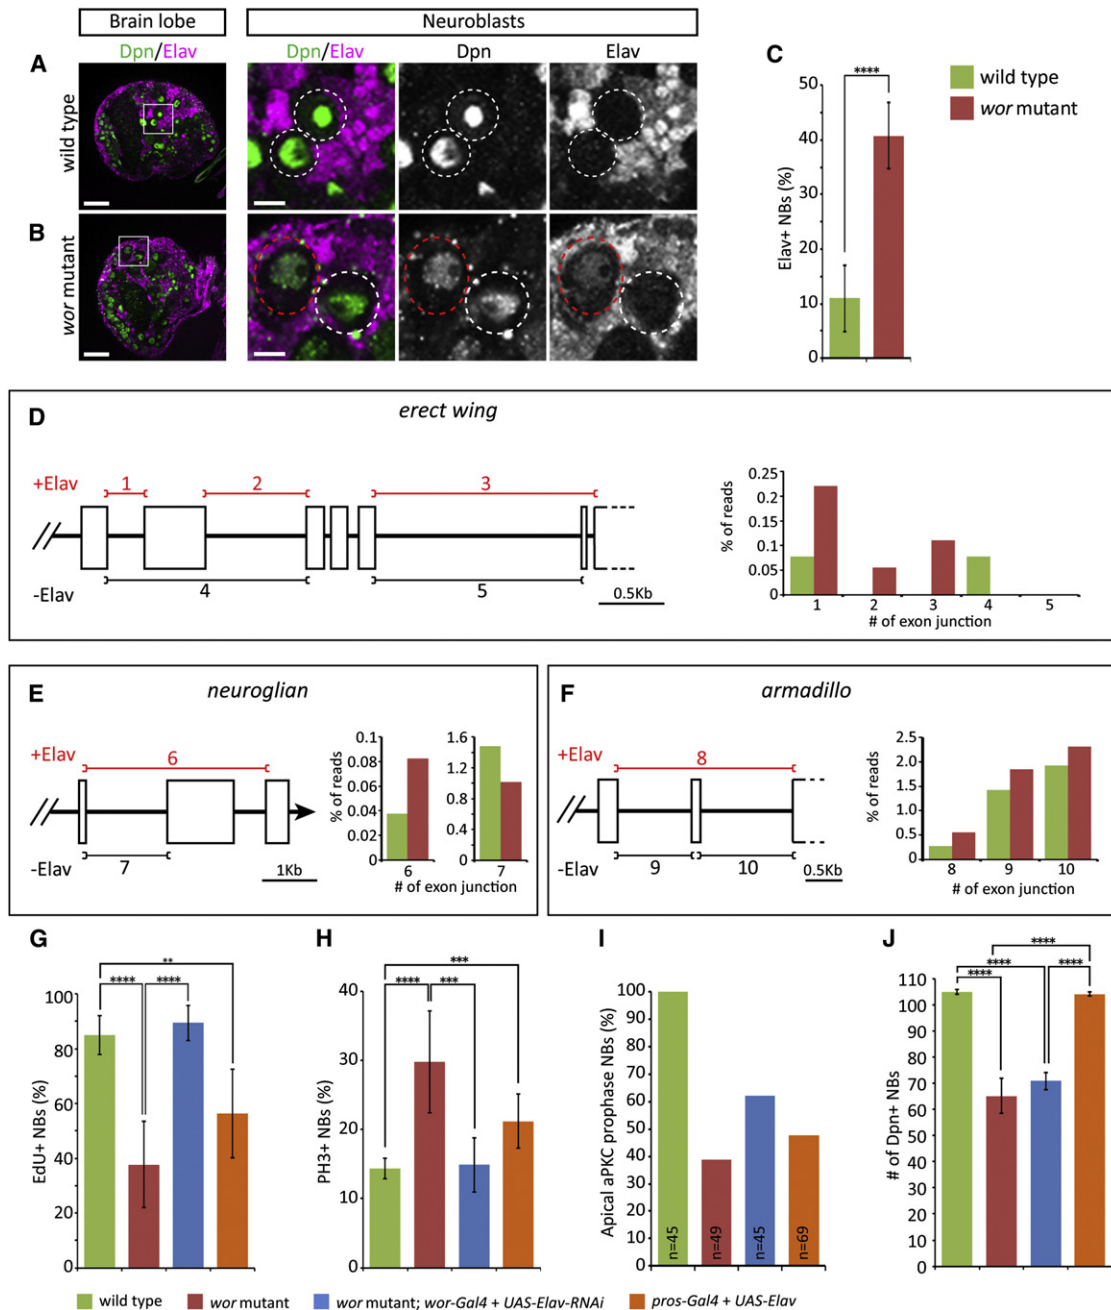 Brain lobe
Neuroblasts
Dpn/Elav
Dpn/Elav
Dpn
Elav
A
wild type
B
wor mutant
C
wild type
wor mutant
****
Elav+ NBs (%)
50
40
30
20
10
0
D
erect wing
+Elav
1
2
3
-Elav
4
5
0.5Kb
% of reads
0.25
0.2
0.15
0.1
0.05
0
1 2 3 4 5
# of exon junction
E
neuroglian
+Elav
6
-Elav
7
1Kb
% of reads
0.1
0.08
0.06
0.04
0.02
0
1.6
1.2
0.8
0.4
0
6 7
# of exon junction
F
armadillo
+Elav
8
-Elav
9 10
0.5Kb
% of reads
2.5
2.0
1.5
1.0
0.5
0
8 9 10
# of exon junction
G
**
**** ****
EdU+ NBs (%)
100
80
60
40
20
0
H
***
**** ***
PH3+ NBs (%)
40
30
20
10
0
I
Apical aPKC prophase NBs (%)
100
90
80
70
60
50
40
30
20
10
0
n=45
n=49
n=45
n=69
J
****
**** ****
****
# of Dpn+ NBs
110
100
90
80
70
60
50
40
30
20
10
0
wild type
wor mutant
wor mutant; wor-Gal4 + UAS-Elav-RNAi
pros-Gal4 + UAS-Elav